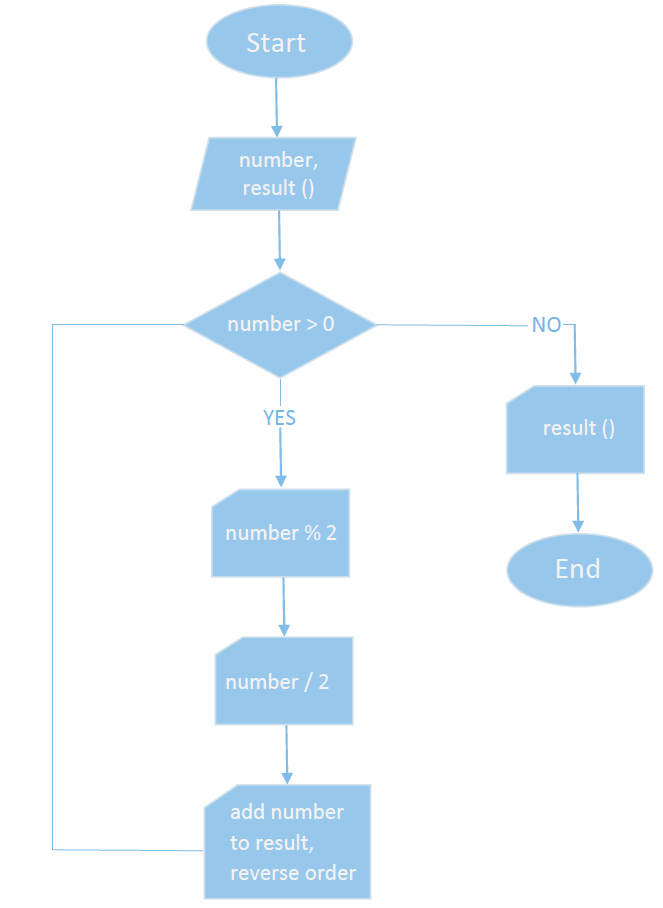 Start
number,
result ()
number > 0
NO
YES
result ()
number % 2
End
number / 2
add number
to result,
reverse order